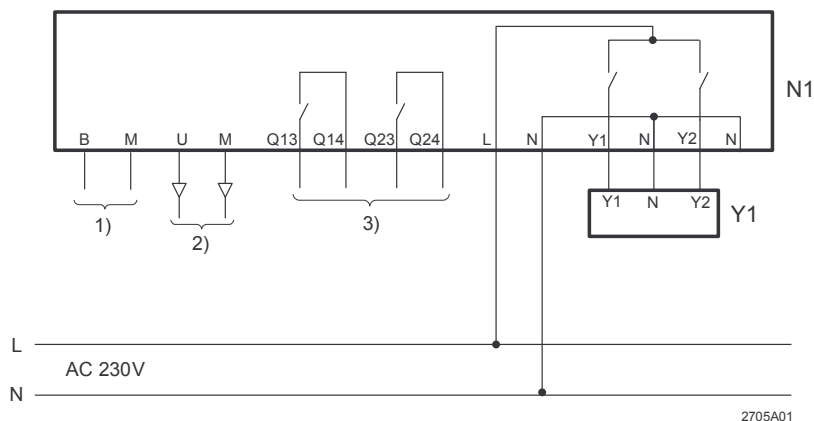 N1
B M U M Q13 Q14 Q23 Q24 L N Y1 N Y2 N
Y1 N Y2
Y1
1)
2)
3)
L
AC 230V
N
2705A01